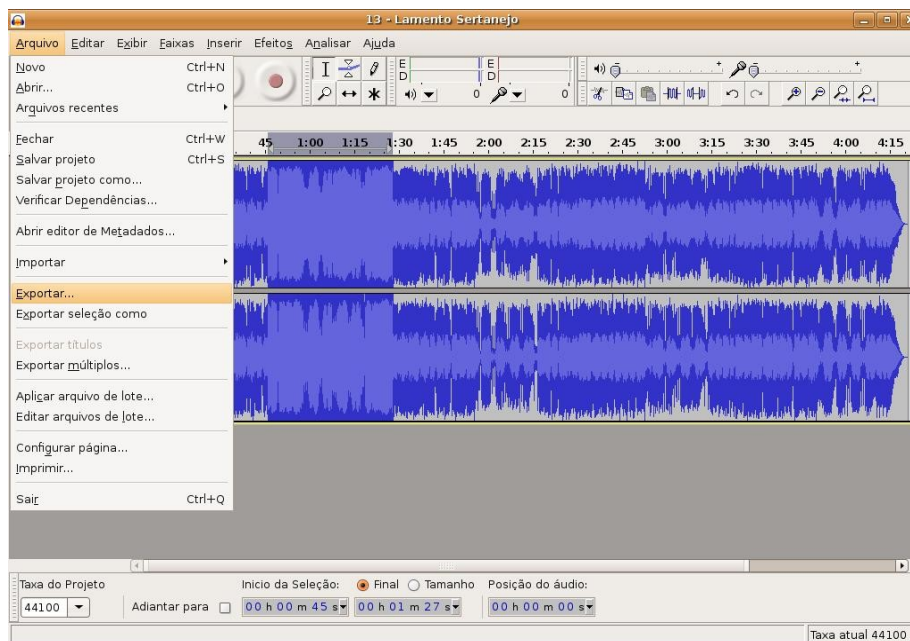 13 - Lamento Sertanejo
Arquivo Editar Exibir Faixas Inserir Efeitos Analisar Ajuda
Novo Ctrl+N
Abrir... Ctrl+O
Arquivos recentes
Fechar Ctrl+W
Salvar projeto Ctrl+S
Salvar projeto como...
Verificar Dependências...
Abrir editor de Metadados...
Importar
Exportar...
Exportar seleção como
Exportar títulos
Exportar múltiplos...
Aplicar arquivo de lote...
Editar arquivos de lote...
Configurar página...
Imprimir...
Sair Ctrl+Q
E E
D D
0 0
45 1:00 1:15 1:30 1:45 2:00 2:15 2:30 2:45 3:00 3:15 3:30 3:45 4:00 4:15
Taxa do Projeto Inicio da Seleção: Final Tamanho Posição do áudio:
44100 Adiantar para 00 h 00 m 45 s 00 h 01 m 27 s 00 h 00 m 00 s
Taxa atual 44100